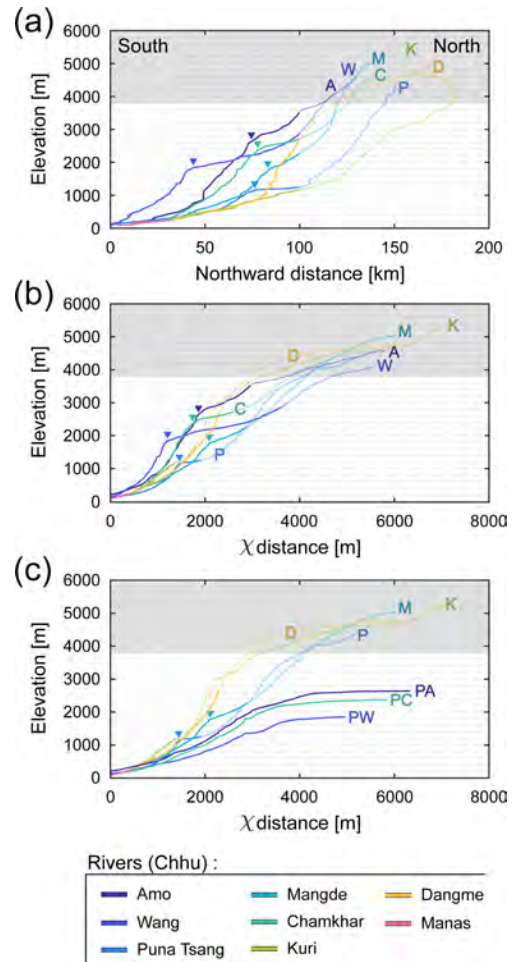 (a)
6000
5000
4000
3000
2000
1000
0
Elevation [m]
South
North
K
M
W
D
C
A
P
0
50
100
150
200
Northward distance [km]
(b)
6000
5000
4000
3000
2000
1000
0
Elevation [m]
K
M
D
A
W
C
P
0
2000
4000
6000
8000
χ distance [m]
(c)
6000
5000
4000
3000
2000
1000
0
Elevation [m]
K
M
D
P
PA
PC
PW
0
2000
4000
6000
8000
χ distance [m]
Rivers (Chhu) :
Amo
Mangde
Dangme
Wang
Chamkhar
Manas
Puna Tsang
Kuri